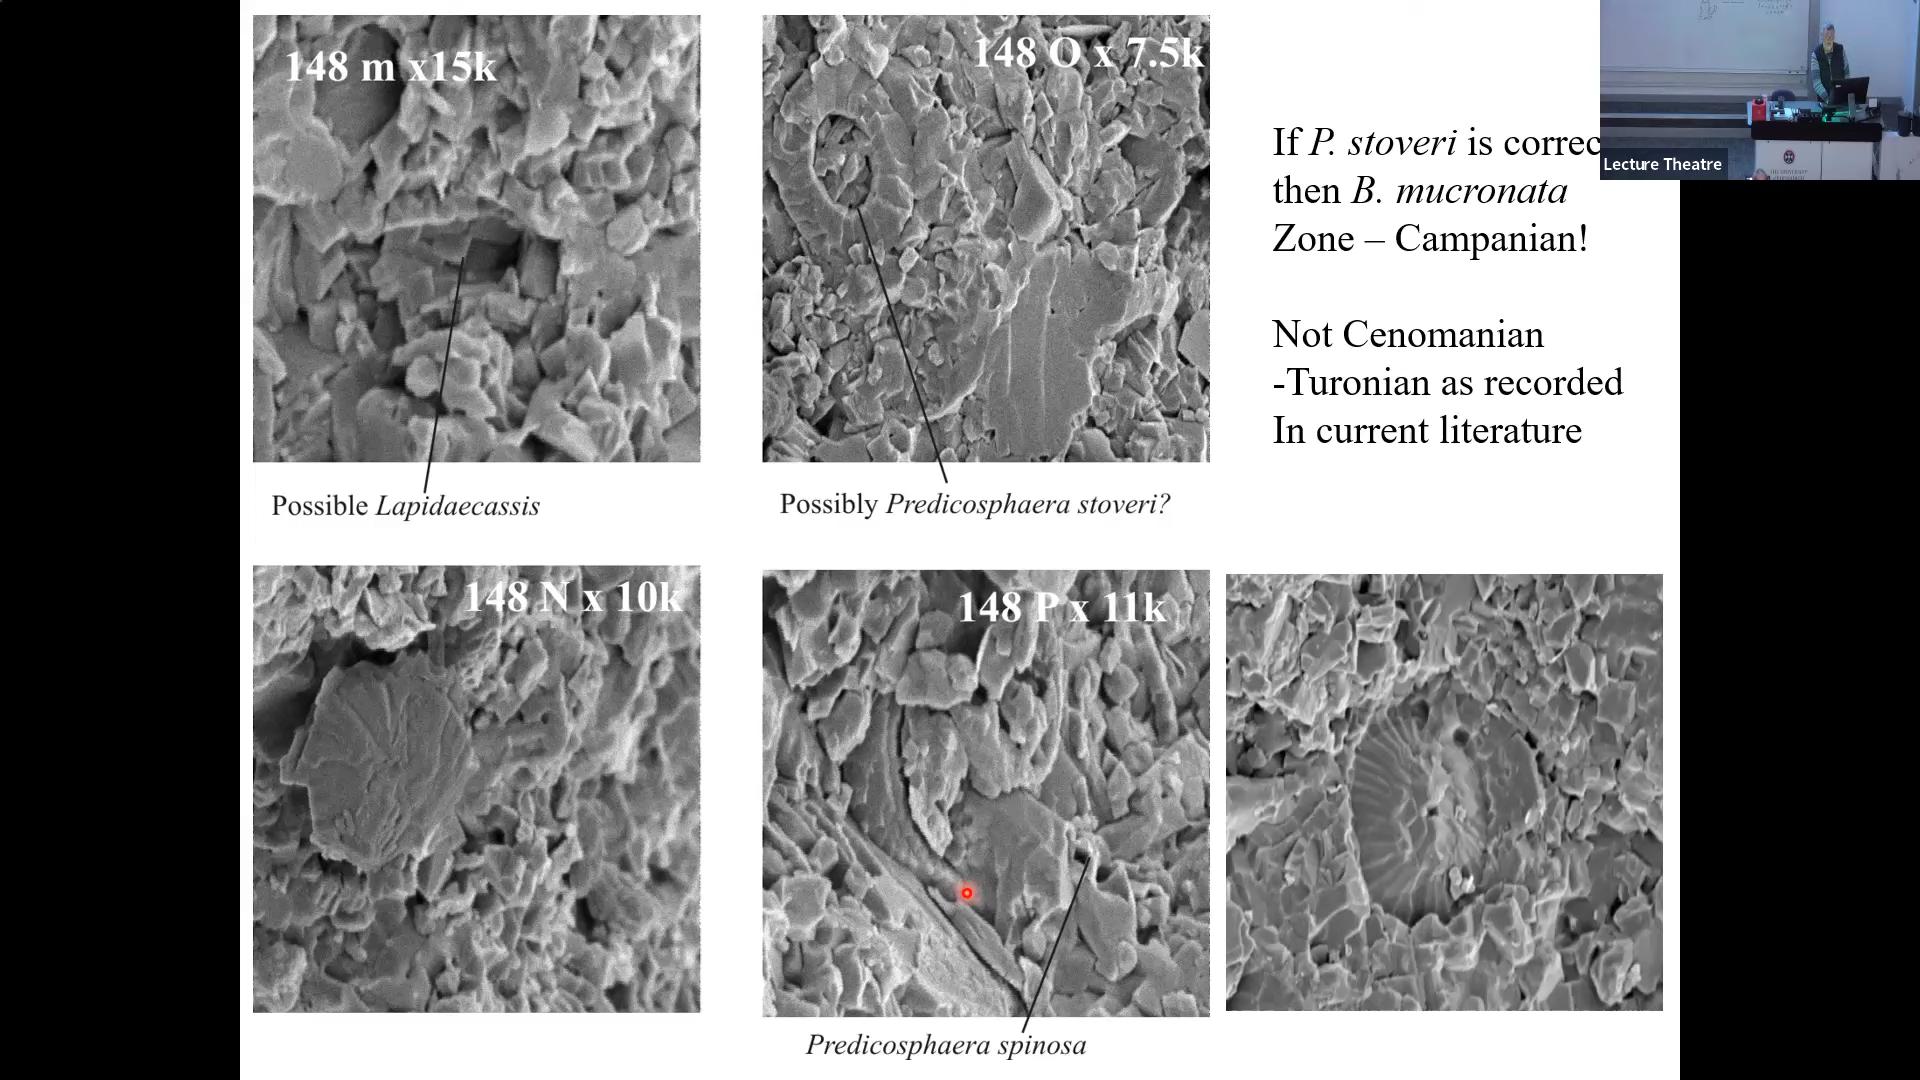 148 m x15k
148 O x 7.5k
If P. stoveri is correc
then B. mucronata
Zone – Campanian!
Not Cenomanian
-Turonian as recorded
In current literature
Lecture Theatre
Possible Lapidaecassis
Possibly Predicosphaera stoveri?
148 N x 10k
148 P x 11k
Predicosphaera spinosa